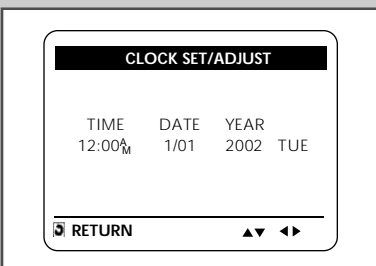 CLOCK SET/ADJUST
TIME DATE YEAR
12:00AM 1/01 2002 TUE
RETURN ▲▼ ◀▶